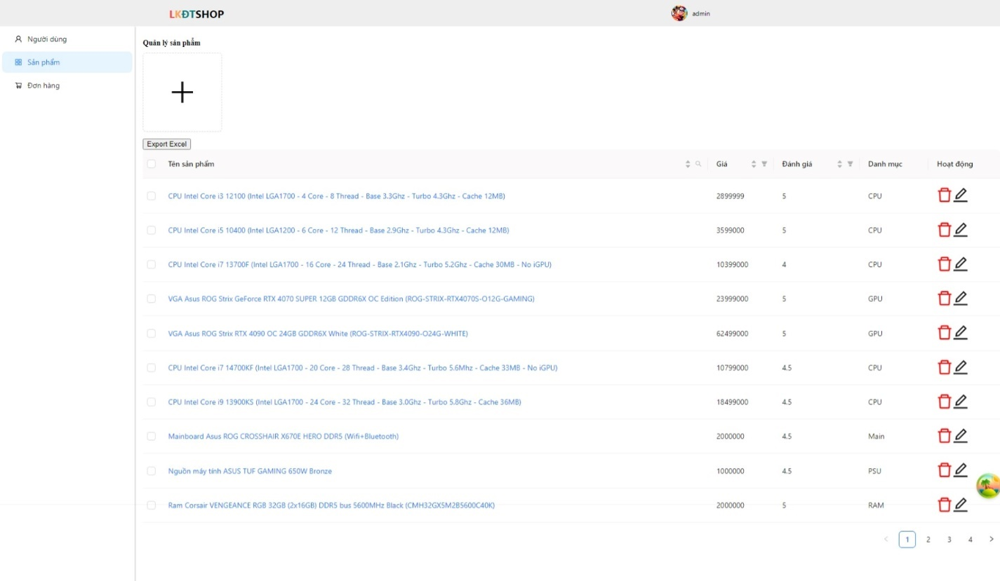 LKĐTSHOP
admin
Người dùng
Sản phẩm
Đơn hàng
Quản lý sản phẩm
Export Excel
Tên sản phẩm Giá Đánh giá Danh mục Hoạt động
CPU Intel Core i3 12100 (Intel LGA1700 - 4 Core - 8 Thread - Base 3.3Ghz - Turbo 4.3Ghz - Cache 12MB) 2899999 5 CPU
CPU Intel Core i5 10400 (Intel LGA1200 - 6 Core - 12 Thread - Base 2.9Ghz - Turbo 4.3Ghz - Cache 12MB) 3599000 5 CPU
CPU Intel Core i7 13700F (Intel LGA1700 - 16 Core - 24 Thread - Base 2.1Ghz - Turbo 5.2Ghz - Cache 30MB - No iGPU) 10399000 4 CPU
VGA Asus ROG Strix GeForce RTX 4070 SUPER 12GB GDDR6X OC Edition (ROG-STRIX-RTX4070S-O12G-GAMING) 23999000 5 GPU
VGA Asus ROG Strix RTX 4090 OC 24GB GDDR6X White (ROG-STRIX-RTX4090-O24G-WHITE) 62499000 5 GPU
CPU Intel Core i7 14700KF (Intel LGA1700 - 20 Core - 28 Thread - Base 3.4Ghz - Turbo 5.6Mhz - Cache 33MB - No iGPU) 10799000 4.5 CPU
CPU Intel Core i9 13900KS (Intel LGA1700 - 24 Core - 32 Thread - Base 3.0Ghz - Turbo 5.8Ghz - Cache 36MB) 18499000 4.5 CPU
Mainboard Asus ROG CROSSHAIR X670E HERO DDR5 (Wifi+Bluetooth) 2000000 4.5 Main
Nguồn máy tính ASUS TUF GAMING 650W Bronze 1000000 4.5 PSU
Ram Corsair VENGEANCE RGB 32GB (2x16GB) DDR5 bus 5600MHz Black (CMH32GX5M2B5600C40K) 2000000 5 RAM
1 2 3 4